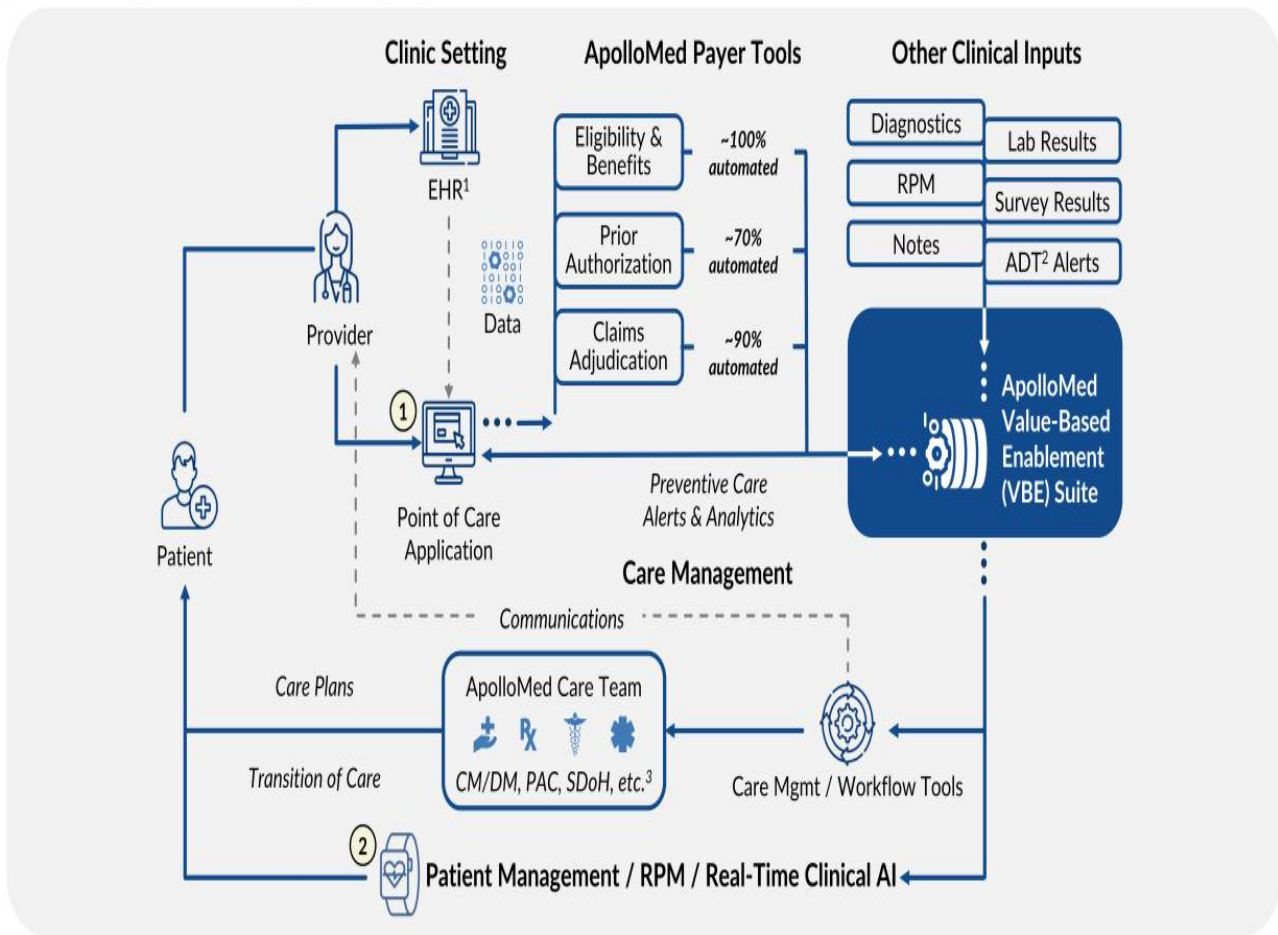 Clinic Setting
ApolloMed Payer Tools
Other Clinical Inputs
EHR¹
Provider
Patient
Data
1
Point of Care
Application
Eligibility &
Benefits
~100%
automated
Prior
Authorization
~70%
automated
Claims
Adjudication
~90%
automated
Diagnostics
Lab Results
RPM
Survey Results
Notes
ADT² Alerts
ApolloMed
Value-Based
Enablement
(VBE) Suite
Preventive Care
Alerts & Analytics
Care Management
Communications
Care Plans
Transition of Care
ApolloMed Care Team
Rx
CM/DM, PAC, SDoH, etc.³
Care Mgmt / Workflow Tools
2
Patient Management / RPM / Real-Time Clinical AI